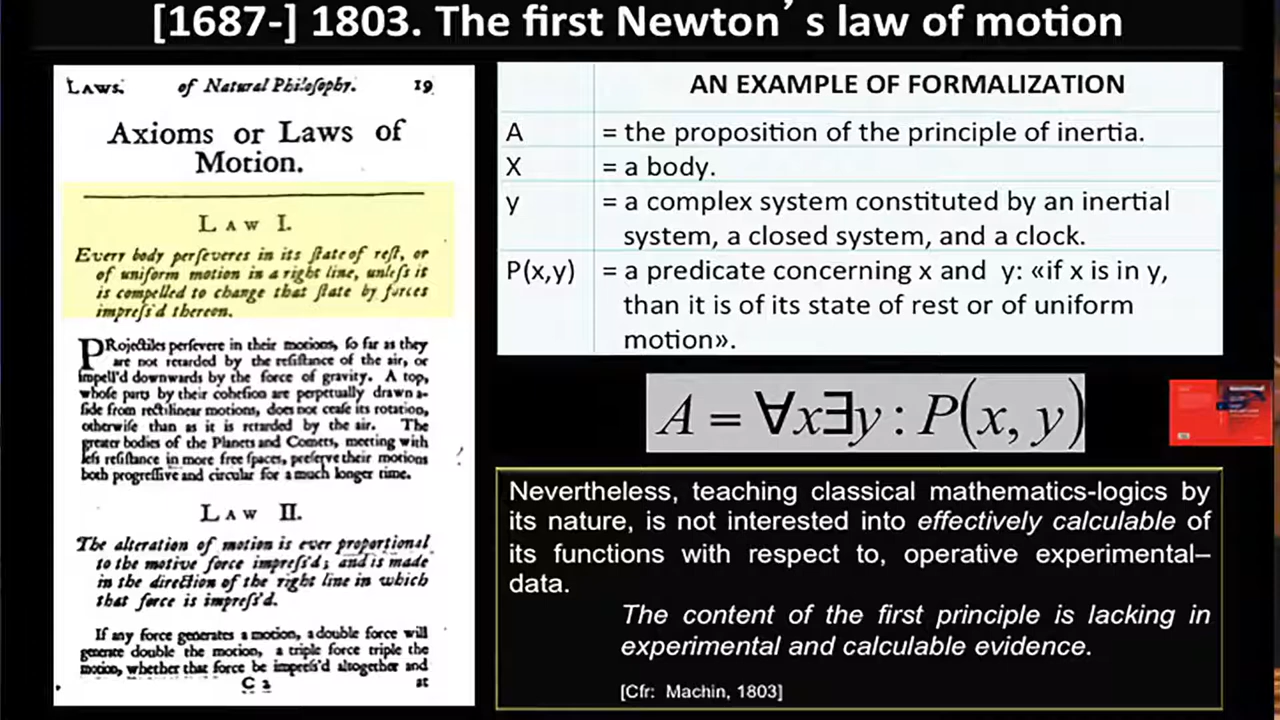 [1687-] 1803. The first Newton’s law of motion
LAWS. of Natural Philoſophy. 19
Axioms or Laws of
Motion.
LAW I.
Every body perſeveres in its ſtate of reſt, or
of uniform motion in a right line, unleſs it
is compelled to change that ſtate by forces
impreſs'd thereon.
PRojectiles perſevere in their motions, ſo far as they
are not retarded by the reſiſtance of the air, or
impell'd downwards by the force of gravity. A top,
whoſe parts by their coheſion are perpetually drawn a-
ſide from rectilinear motions, does not ceaſe its rotation,
otherwiſe than as it is retarded by the air. The
greater bodies of the Planets and Comets, meeting with
leſs reſiſtance in more free ſpaces, preſerve their motions
both progreſſive and circular for a much longer time.
LAW II.
The alteration of motion is ever proportional
to the motive force impreſs'd; and is made
in the direction of the right line in which
that force is impreſs'd.
If any force generates a motion, a double force will
generate double the motion, a triple force triple the
motion, whether that force be impreſs'd altogether and
C 2 at
AN EXAMPLE OF FORMALIZATION
A = the proposition of the principle of inertia.
X = a body.
y = a complex system constituted by an inertial
system, a closed system, and a clock.
P(x,y) = a predicate concerning x and y: «if x is in y,
than it is of its state of rest or of uniform
motion».
A = ∀x∃y : P(x, y)
Nevertheless, teaching classical mathematics-logics by
its nature, is not interested into effectively calculable of
its functions with respect to, operative experimental–
data.
The content of the first principle is lacking in
experimental and calculable evidence.
[Cfr: Machin, 1803]